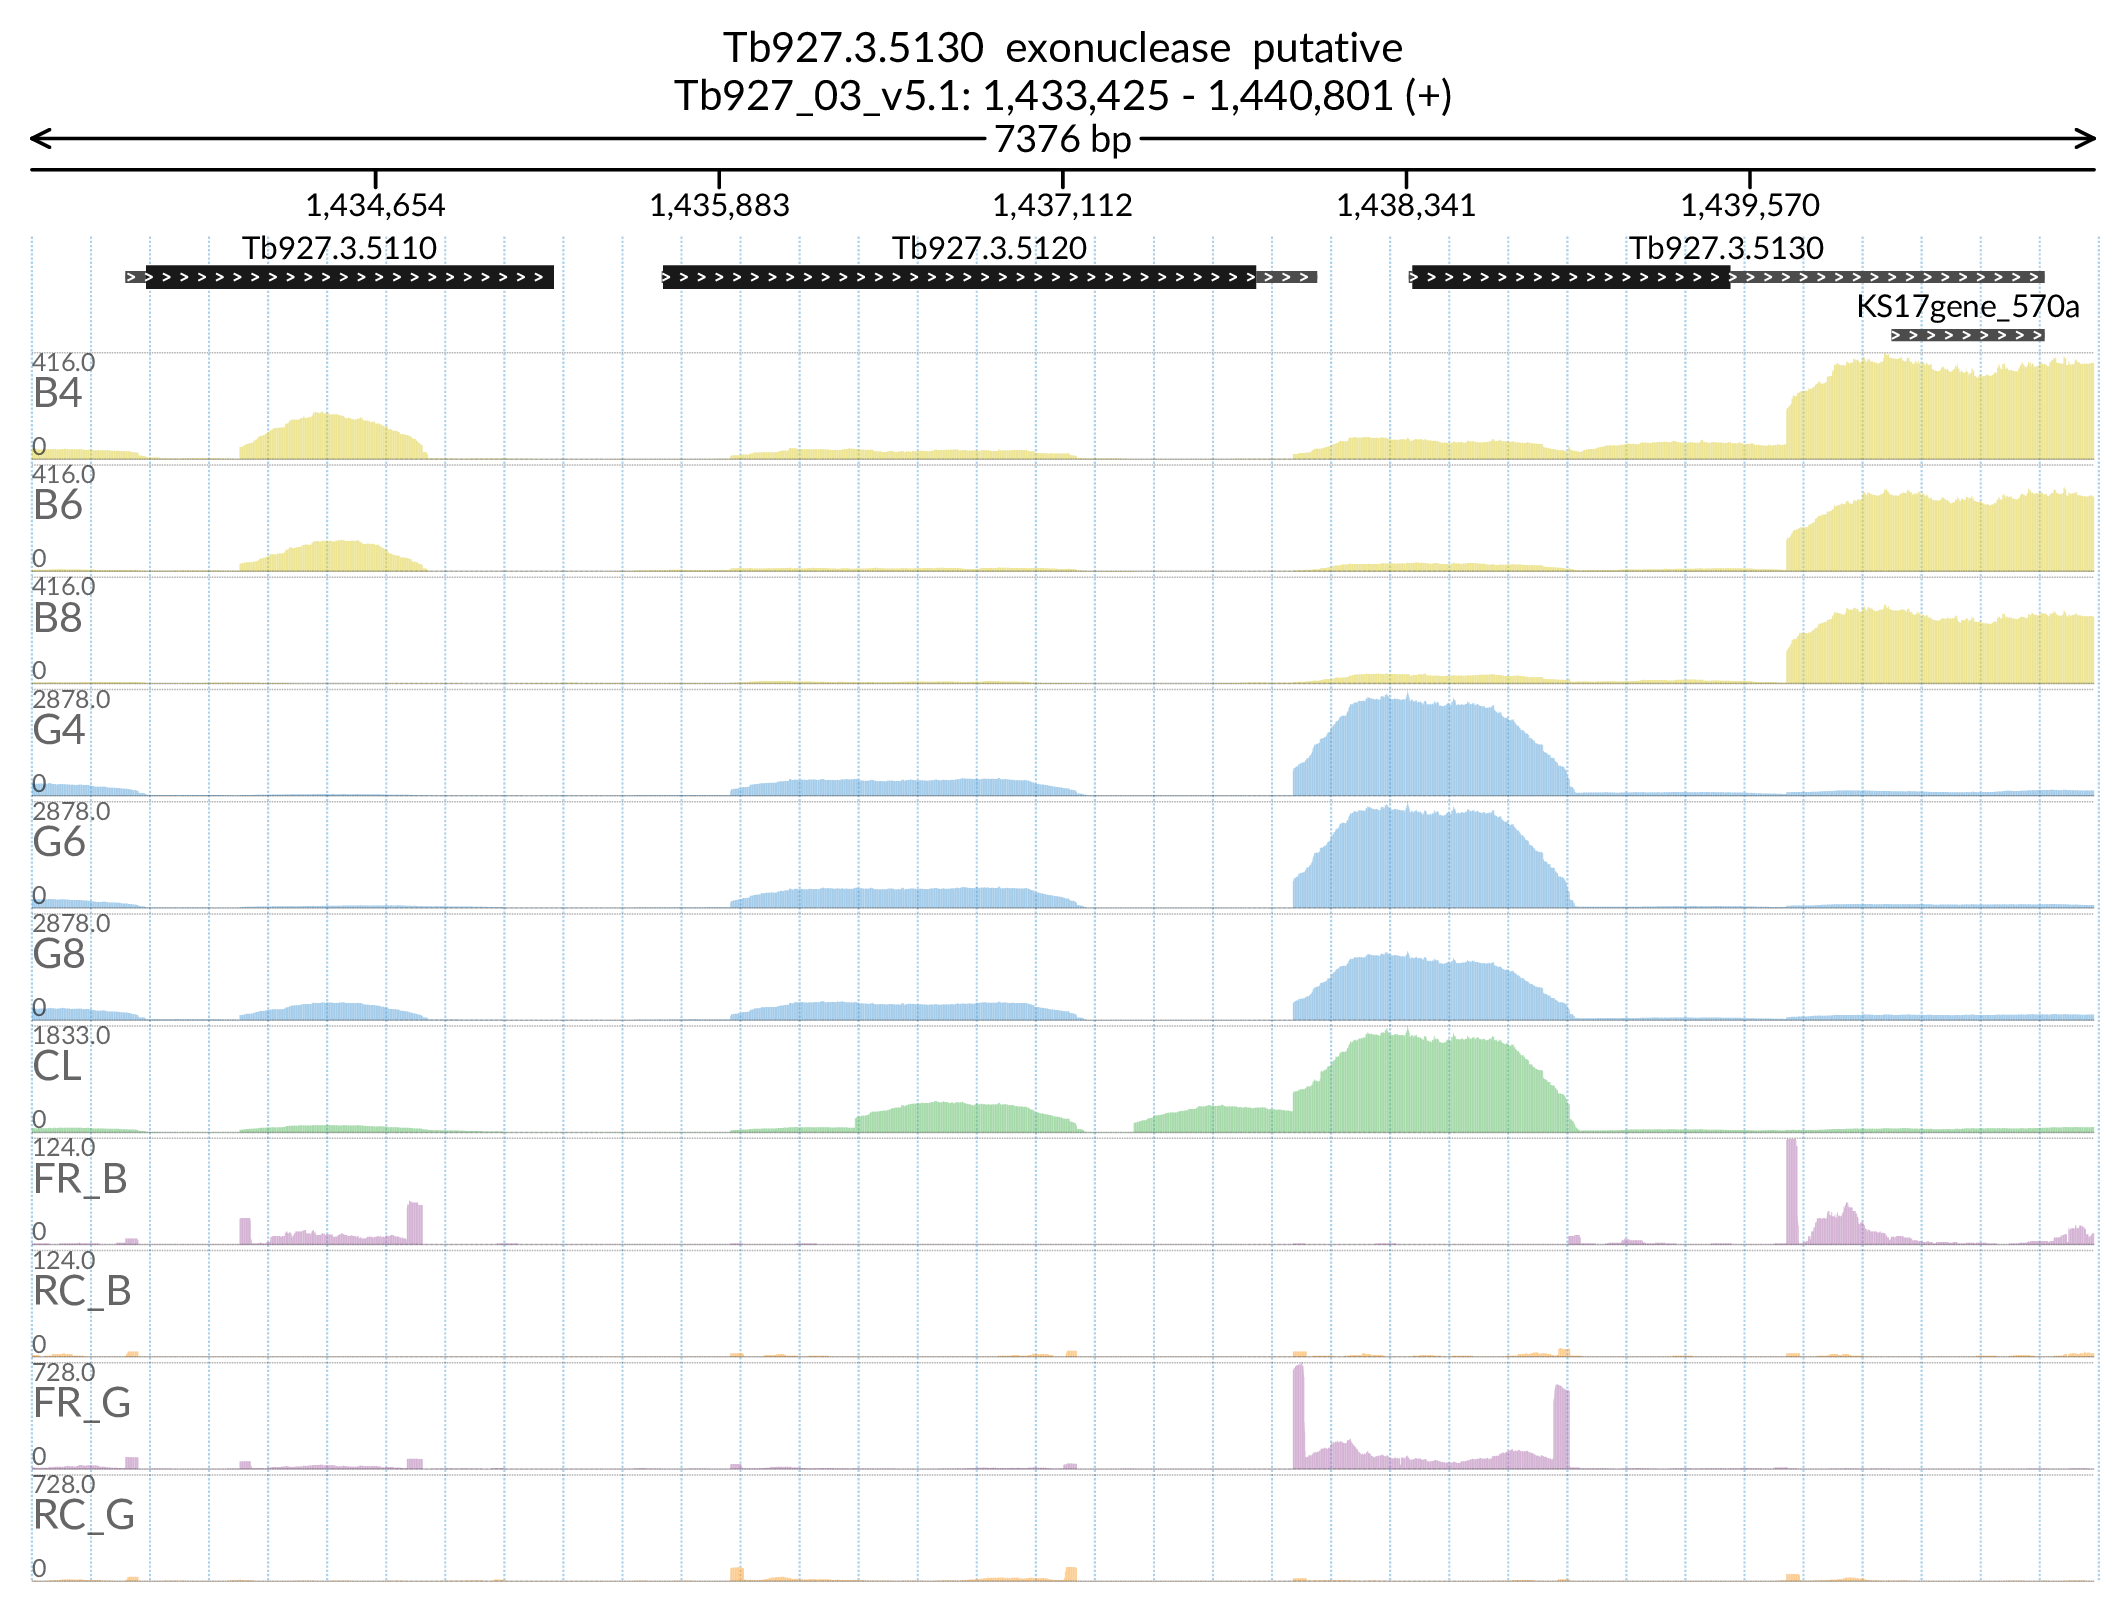 Tb927.3.5130 exonuclease putative
Tb927_03_v5.1: 1,433,425 - 1,440,801 (+)
7376 bp
1,434,654 1,435,883 1,437,112 1,438,341 1,439,570
Tb927.3.5110 Tb927.3.5120 Tb927.3.5130
KS17gene_570a
416.0
B4
0
416.0
B6
0
416.0
B8
0
2878.0
G4
0
2878.0
G6
0
2878.0
G8
0
1833.0
CL
0
124.0
FR_B
0
124.0
RC_B
0
728.0
FR_G
0
728.0
RC_G
0